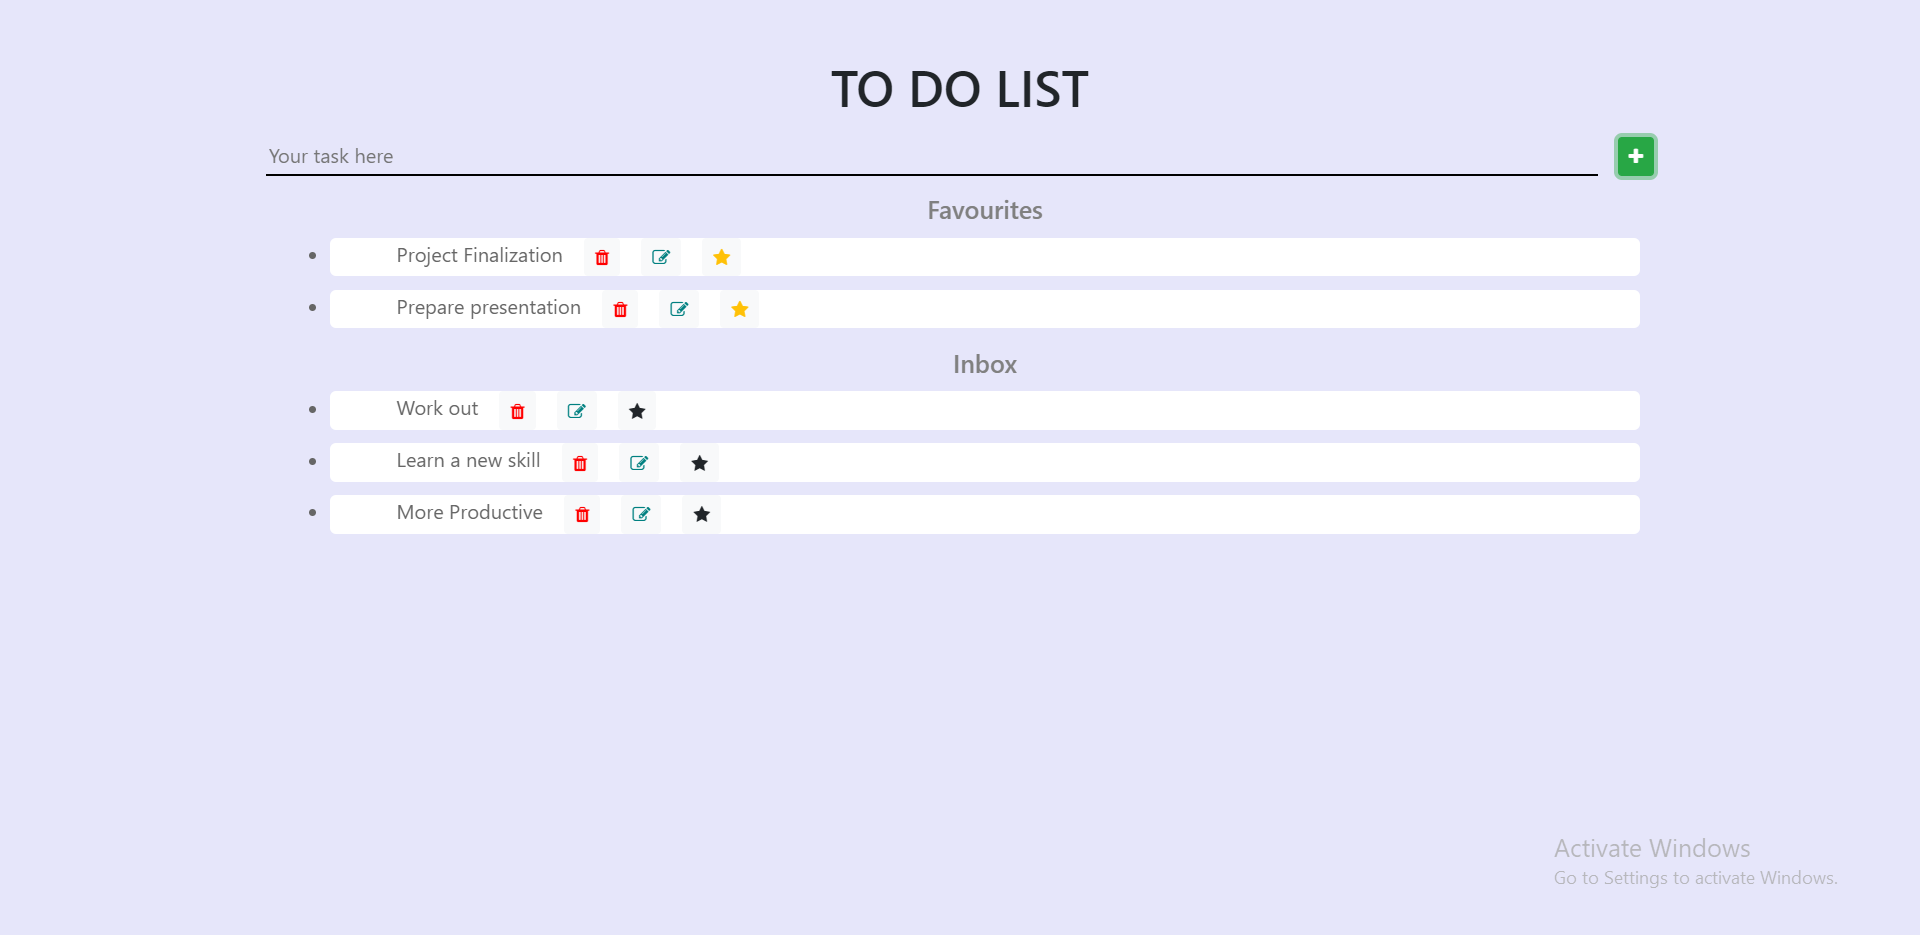 TO DO LIST
Your task here
Favourites
Project Finalization
Prepare presentation
Inbox
Work out
Learn a new skill
More Productive
Activate Windows
Go to Settings to activate Windows.